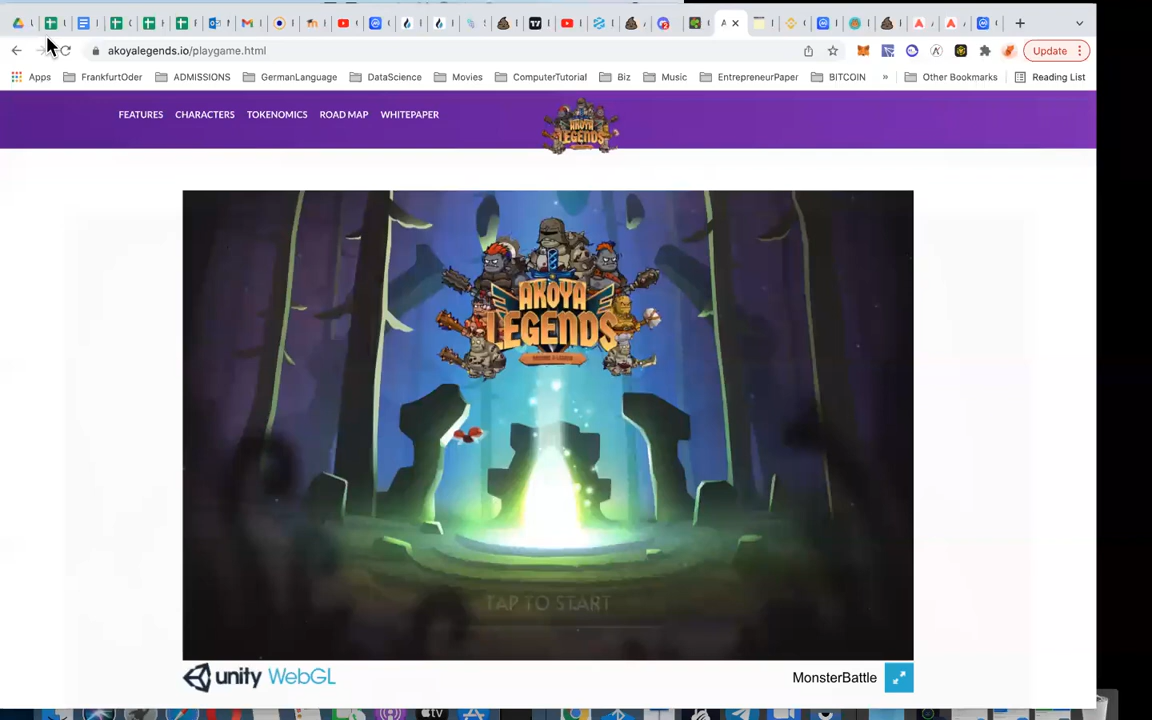 akoyalegends.io/playgame.html
Update
Apps FrankfurtOder ADMISSIONS GermanLanguage DataScience Movies ComputerTutorial Biz Music EntrepreneurPaper BITCOIN » Other Bookmarks Reading List
FEATURES CHARACTERS TOKENOMICS ROAD MAP WHITEPAPER
AKOYA
LEGENDS
AKOYA
LEGENDS
TAP TO START
unity WebGL
MonsterBattle